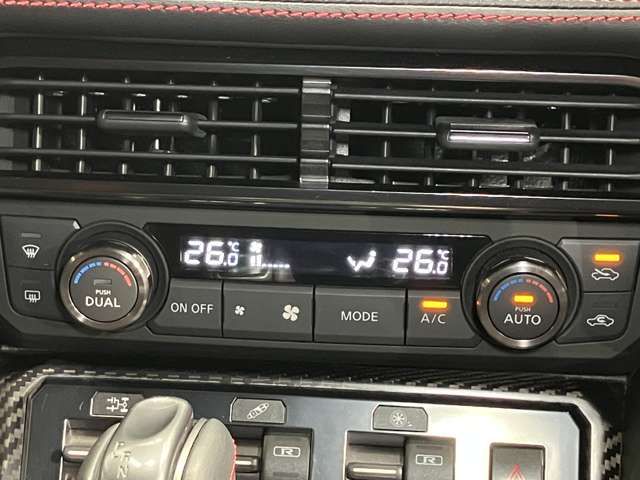 26.0°C 26.0°C
PUSH
DUAL
ON OFF
MODE
A/C
PUSH
AUTO
R R